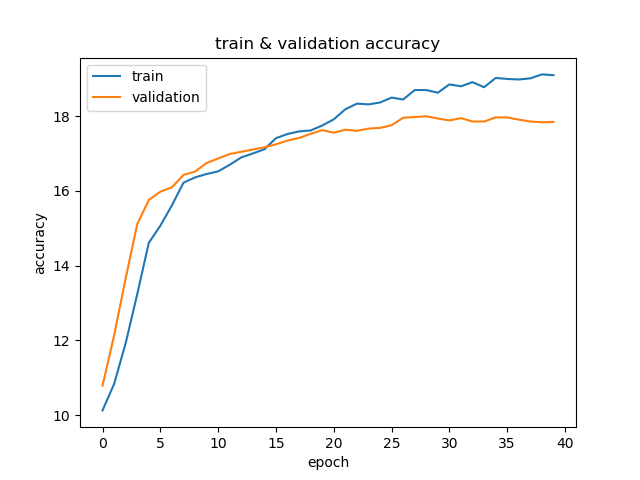 train & validation accuracy
train
validation
accuracy
18
16
14
12
10
0 5 10 15 20 25 30 35 40
epoch